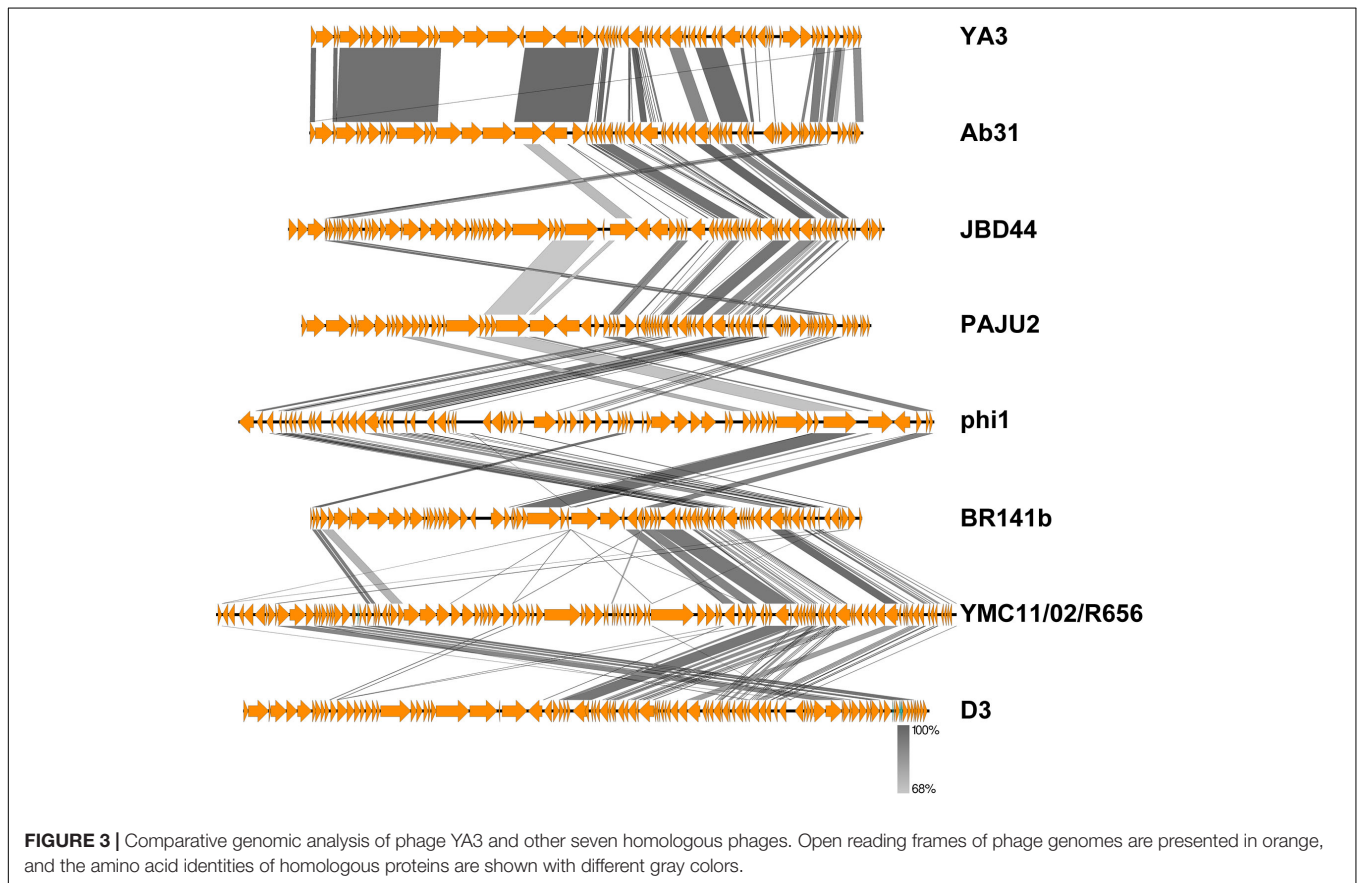 YA3
Ab31
JBD44
PAJU2
phi1
BR141b
YMC11/02/R656
D3
100%
68%
FIGURE 3 | Comparative genomic analysis of phage YA3 and other seven homologous phages. Open reading frames of phage genomes are presented in orange,
and the amino acid identities of homologous proteins are shown with different gray colors.